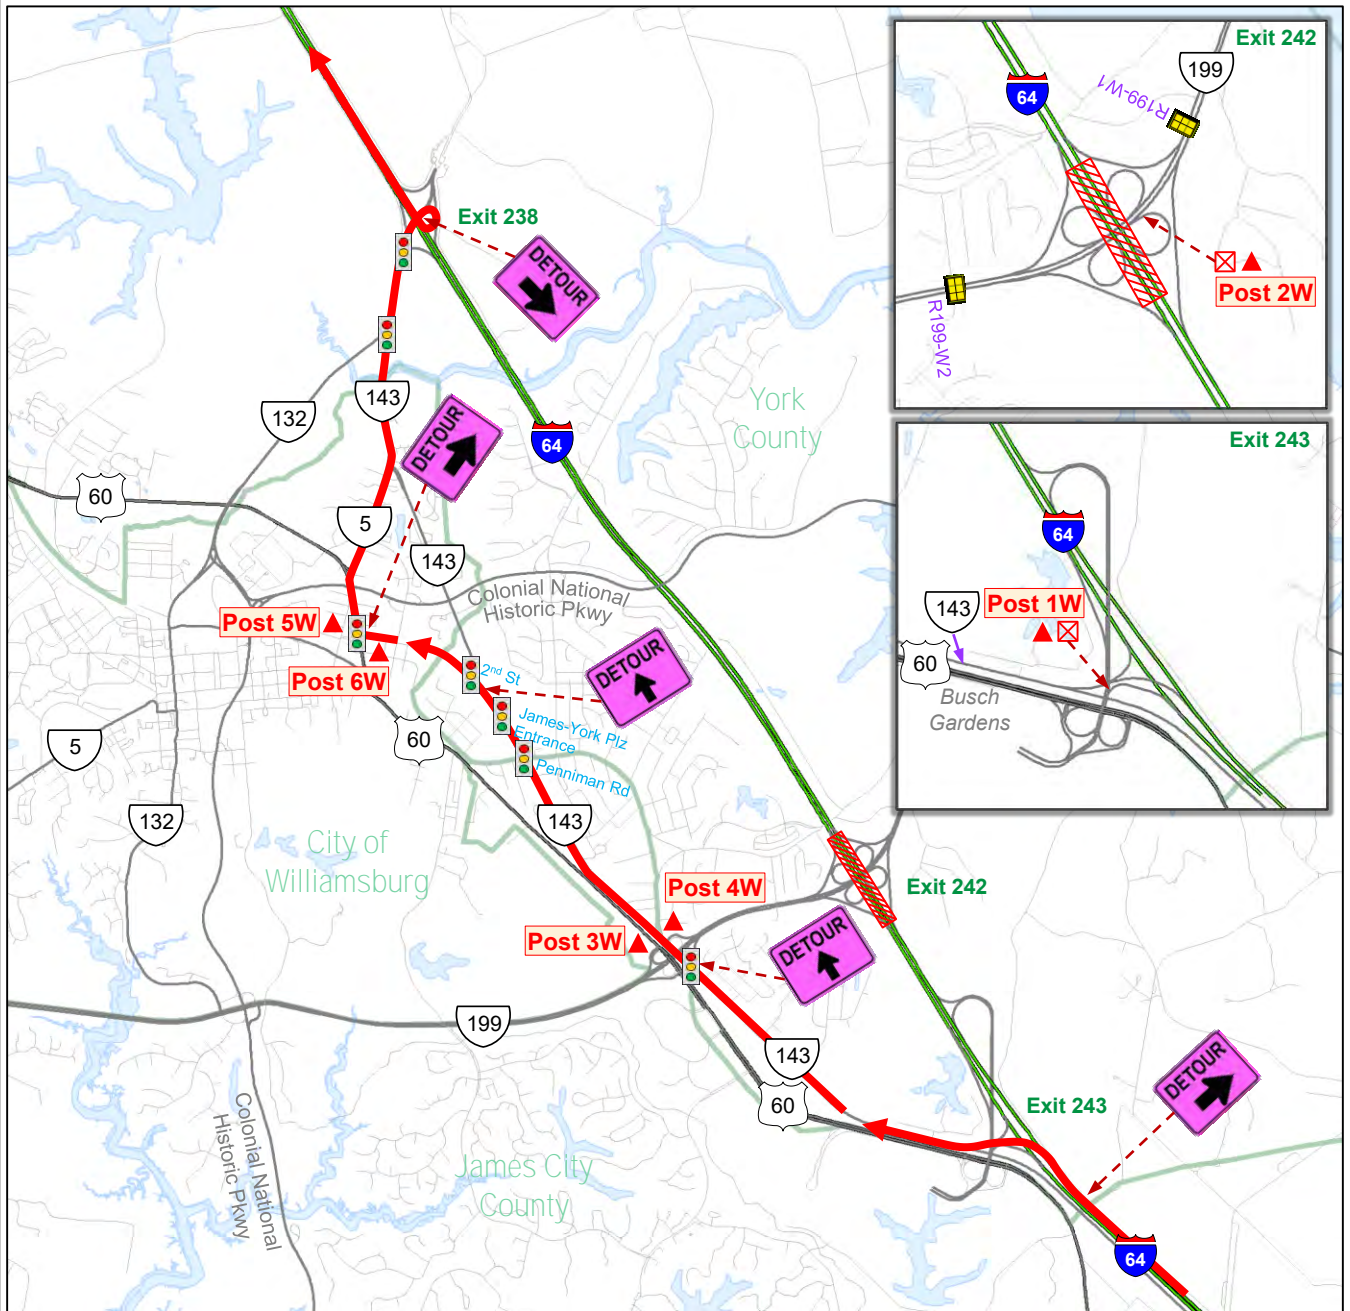 Exit 242
199
64
R199-W1
Post 2W
R199-W2
Exit 238
DETOUR
143
132
DETOUR
York
County
64
Exit 243
60
5
143
64
Post 1W
143
60
Busch
Gardens
Colonial National
Historic Pkwy
Post 5W
Post 6W
2nd St
DETOUR
James-York Plz
Entrance
Penniman Rd
60
5
132
143
City of
Williamsburg
Post 4W
Exit 242
Post 3W
DETOUR
199
143
60
Exit 243
DETOUR
Colonial National
Historic Pkwy
James City
County
64